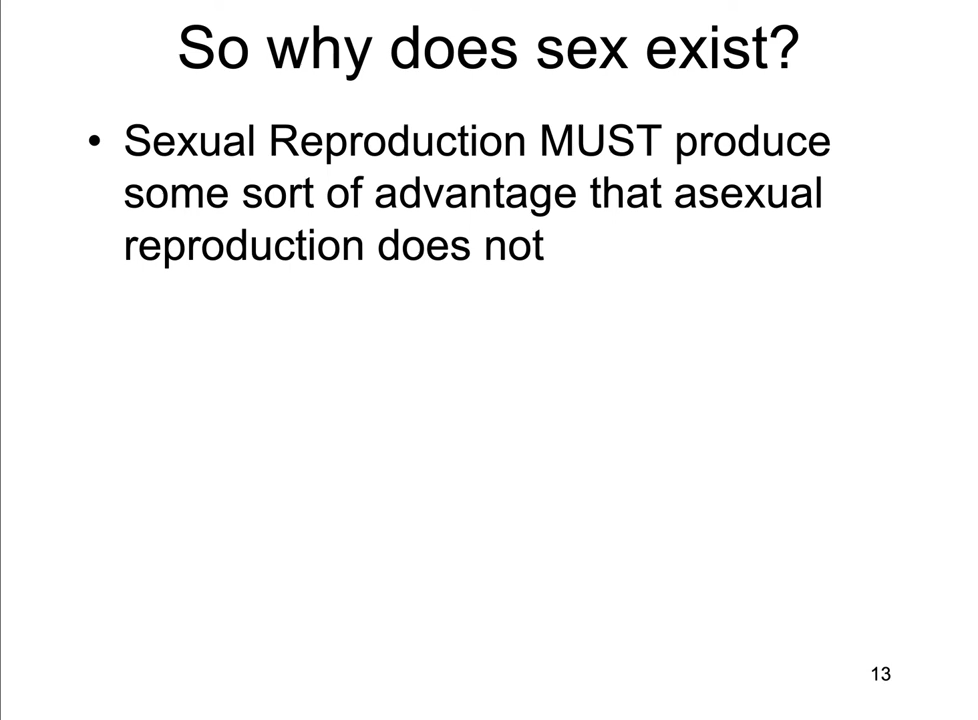 So why does sex exist?
• Sexual Reproduction MUST produce
some sort of advantage that asexual
reproduction does not
13